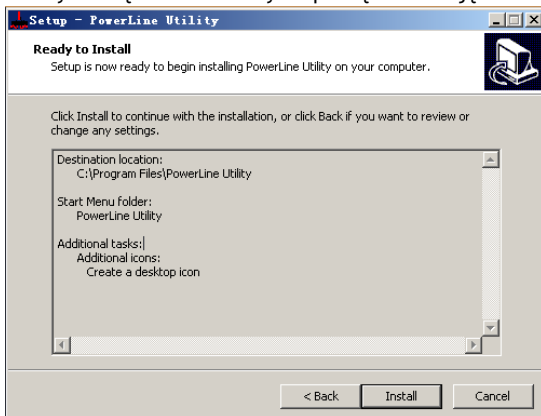 Setup - PowerLine Utility
Ready to Install
Setup is now ready to begin installing PowerLine Utility on your computer.
Click Install to continue with the installation, or click Back if you want to review or
change any settings.
Destination location:
C:\Program Files\PowerLine Utility
Start Menu folder:
PowerLine Utility
Additional tasks:
Additional icons:
Create a desktop icon
< Back Install Cancel